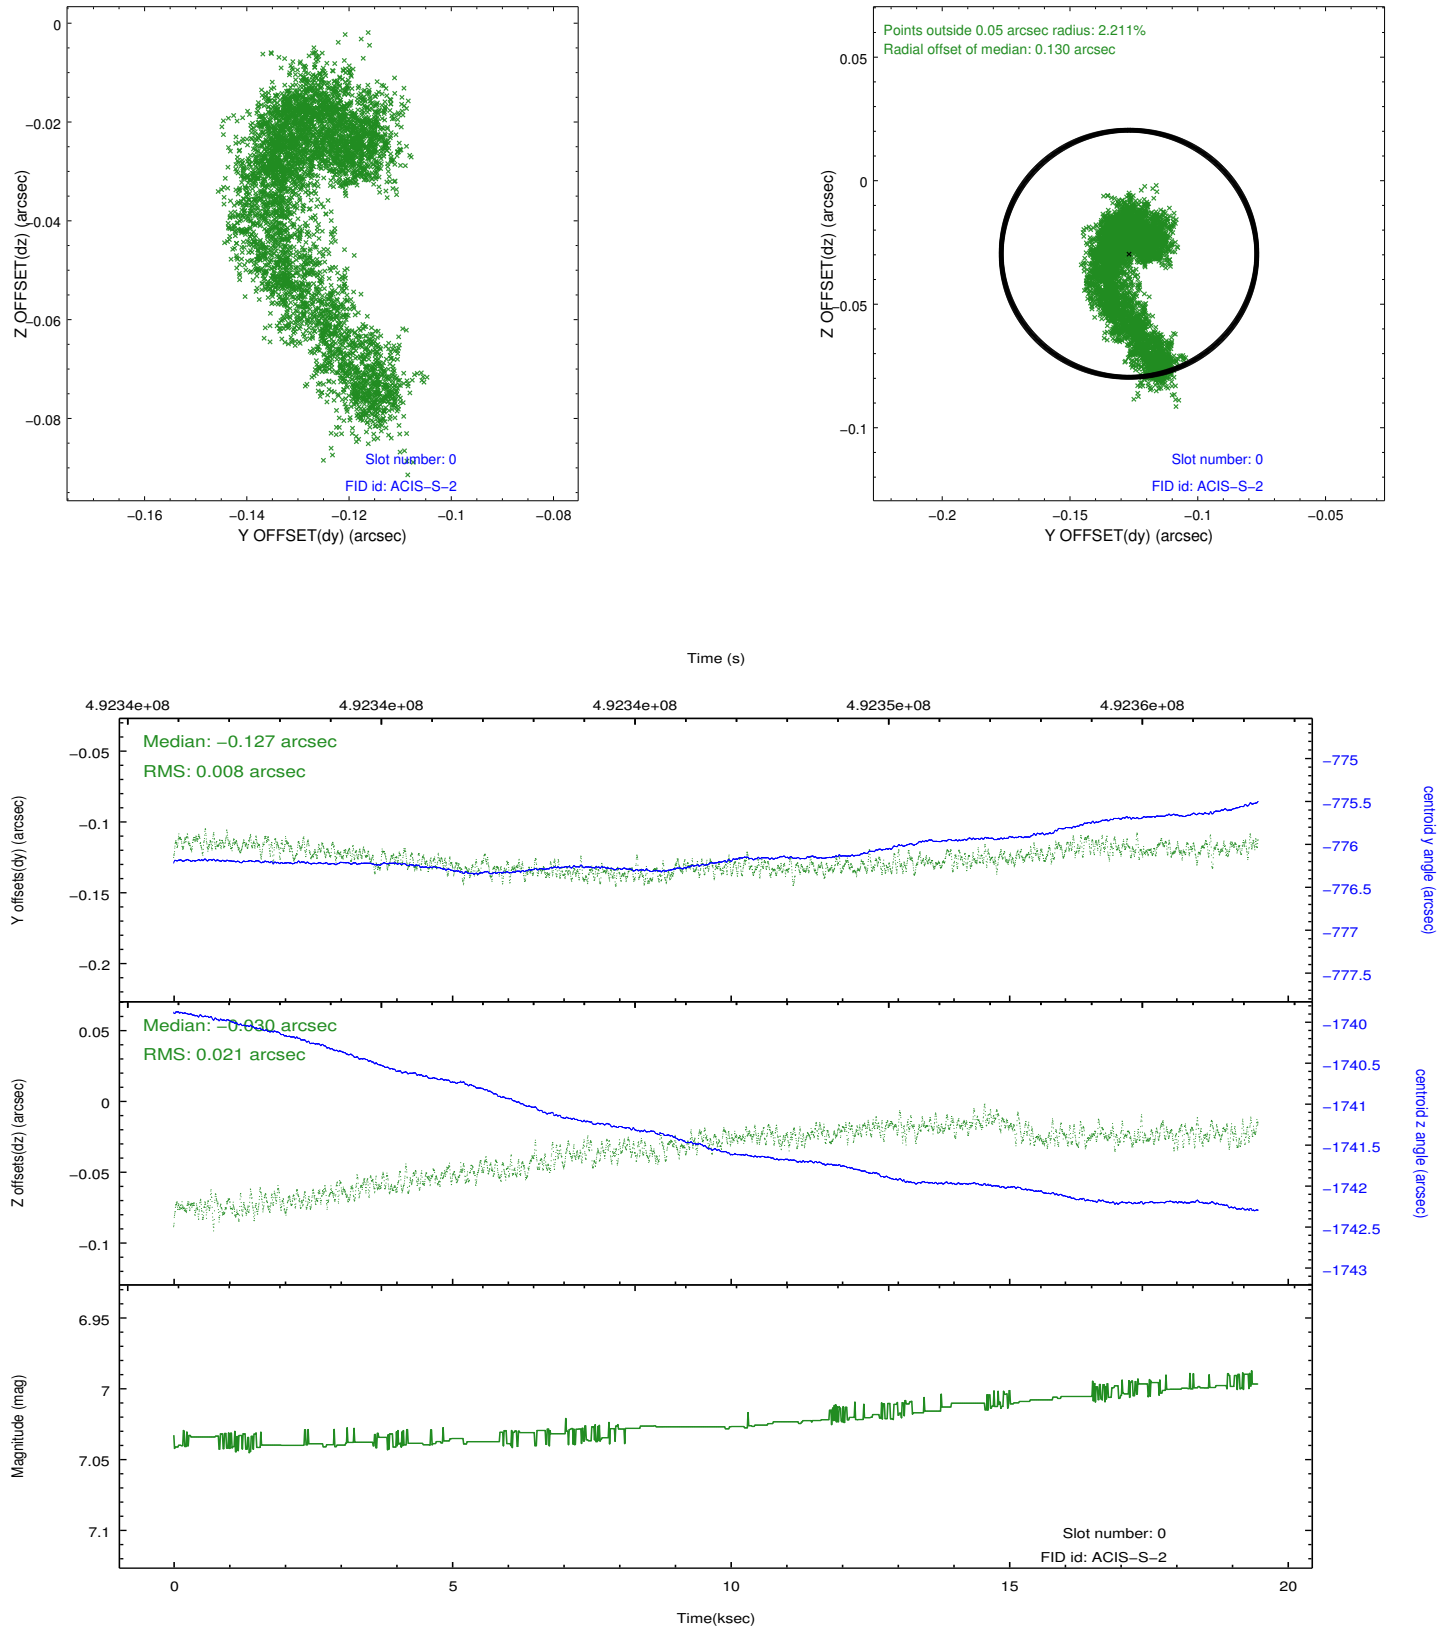 0
−0.02
−0.04
−0.06
−0.08
Z OFFSET(dz) (arcsec)
Slot number: 0
FID id: ACIS−S−2
−0.16
−0.14
−0.12
−0.1
−0.08
Y OFFSET(dy) (arcsec)
Points outside 0.05 arcsec radius: 2.211%
Radial offset of median: 0.130 arcsec
0.05
0
−0.05
−0.1
Z OFFSET(dz) (arcsec)
Slot number: 0
FID id: ACIS−S−2
−0.2
−0.15
−0.1
−0.05
Y OFFSET(dy) (arcsec)
Time (s)
4.9234e+08
4.9234e+08
4.9234e+08
4.9235e+08
4.9236e+08
Median: −0.127 arcsec
RMS: 0.008 arcsec
−0.05
−0.1
−0.15
−0.2
Y offsets(dy) (arcsec)
−775
−775.5
−776
−776.5
−777
−777.5
centroid y angle (arcsec)
Median: −0.030 arcsec
RMS: 0.021 arcsec
0.05
0
−0.05
−0.1
Z offsets(dz) (arcsec)
−1740
−1740.5
−1741
−1741.5
−1742
−1742.5
−1743
centroid z angle (arcsec)
6.95
7
7.05
7.1
Magnitude (mag)
Slot number: 0
FID id: ACIS−S−2
0
5
10
15
20
Time(ksec)